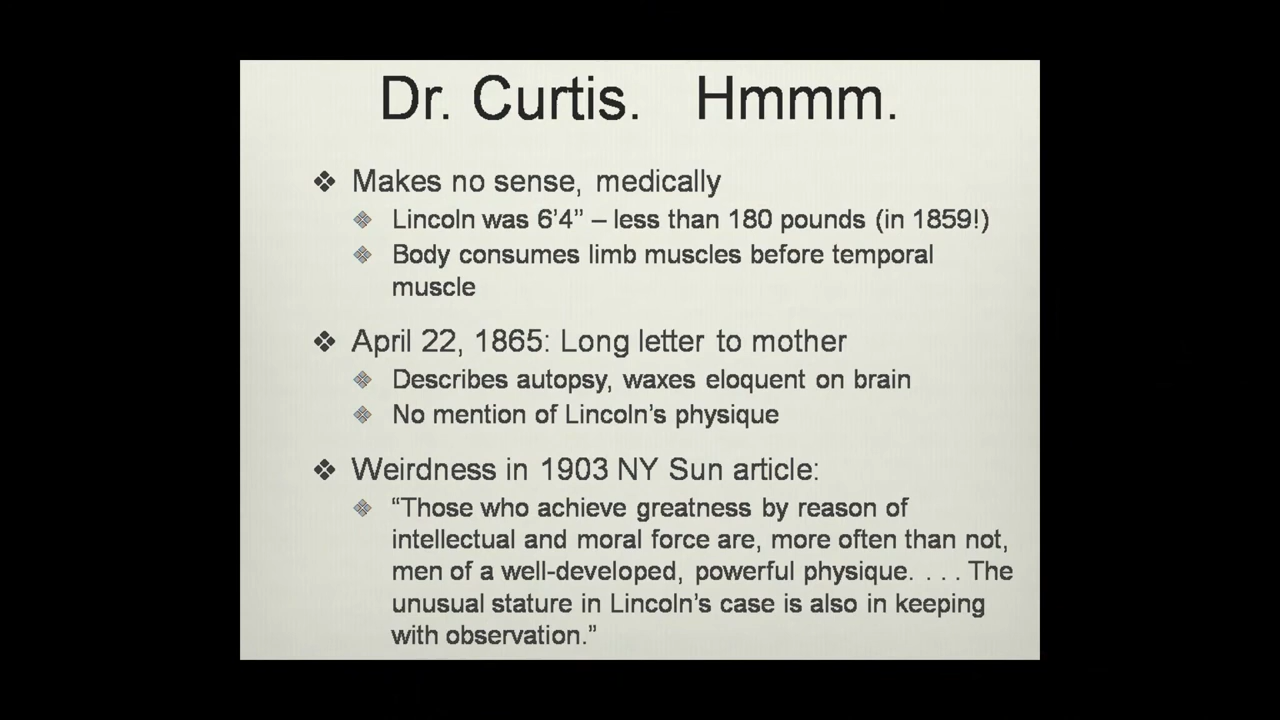 Dr. Curtis. Hmmm.
Makes no sense, medically
Lincoln was 6’4” – less than 180 pounds (in 1859!)
Body consumes limb muscles before temporal
muscle
April 22, 1865: Long letter to mother
Describes autopsy, waxes eloquent on brain
No mention of Lincoln’s physique
Weirdness in 1903 NY Sun article:
“Those who achieve greatness by reason of
intellectual and moral force are, more often than not,
men of a well-developed, powerful physique. . . . The
unusual stature in Lincoln’s case is also in keeping
with observation.”